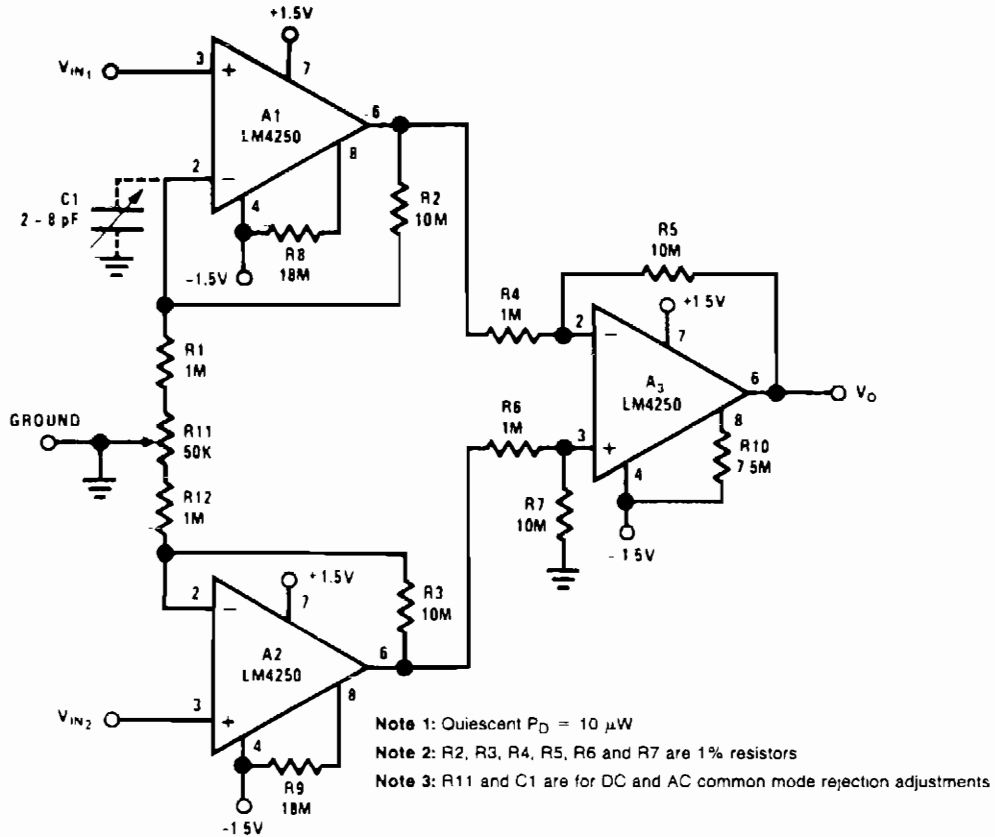 +1.5V
VIN1
3
+
7
A1
LM4250
6
2
−
8
4
C1
2 - 8 pF
R2
10M
R8
18M
-1.5V
R5
10M
R4
1M
+1.5V
2
−
7
R1
1M
A3
LM4250
6
VO
GROUND
R11
50K
R6
1M
3
+
8
4
R10
7.5M
R12
1M
R7
10M
- 1 5V
+1.5V
2
−
7
R3
10M
A2
LM4250
6
8
VIN2
3
+
4
R9
18M
-1 5V
Note 1: Quiescent PD = 10 μW
Note 2: R2, R3, R4, R5, R6 and R7 are 1% resistors
Note 3: R11 and C1 are for DC and AC common mode rejection adjustments